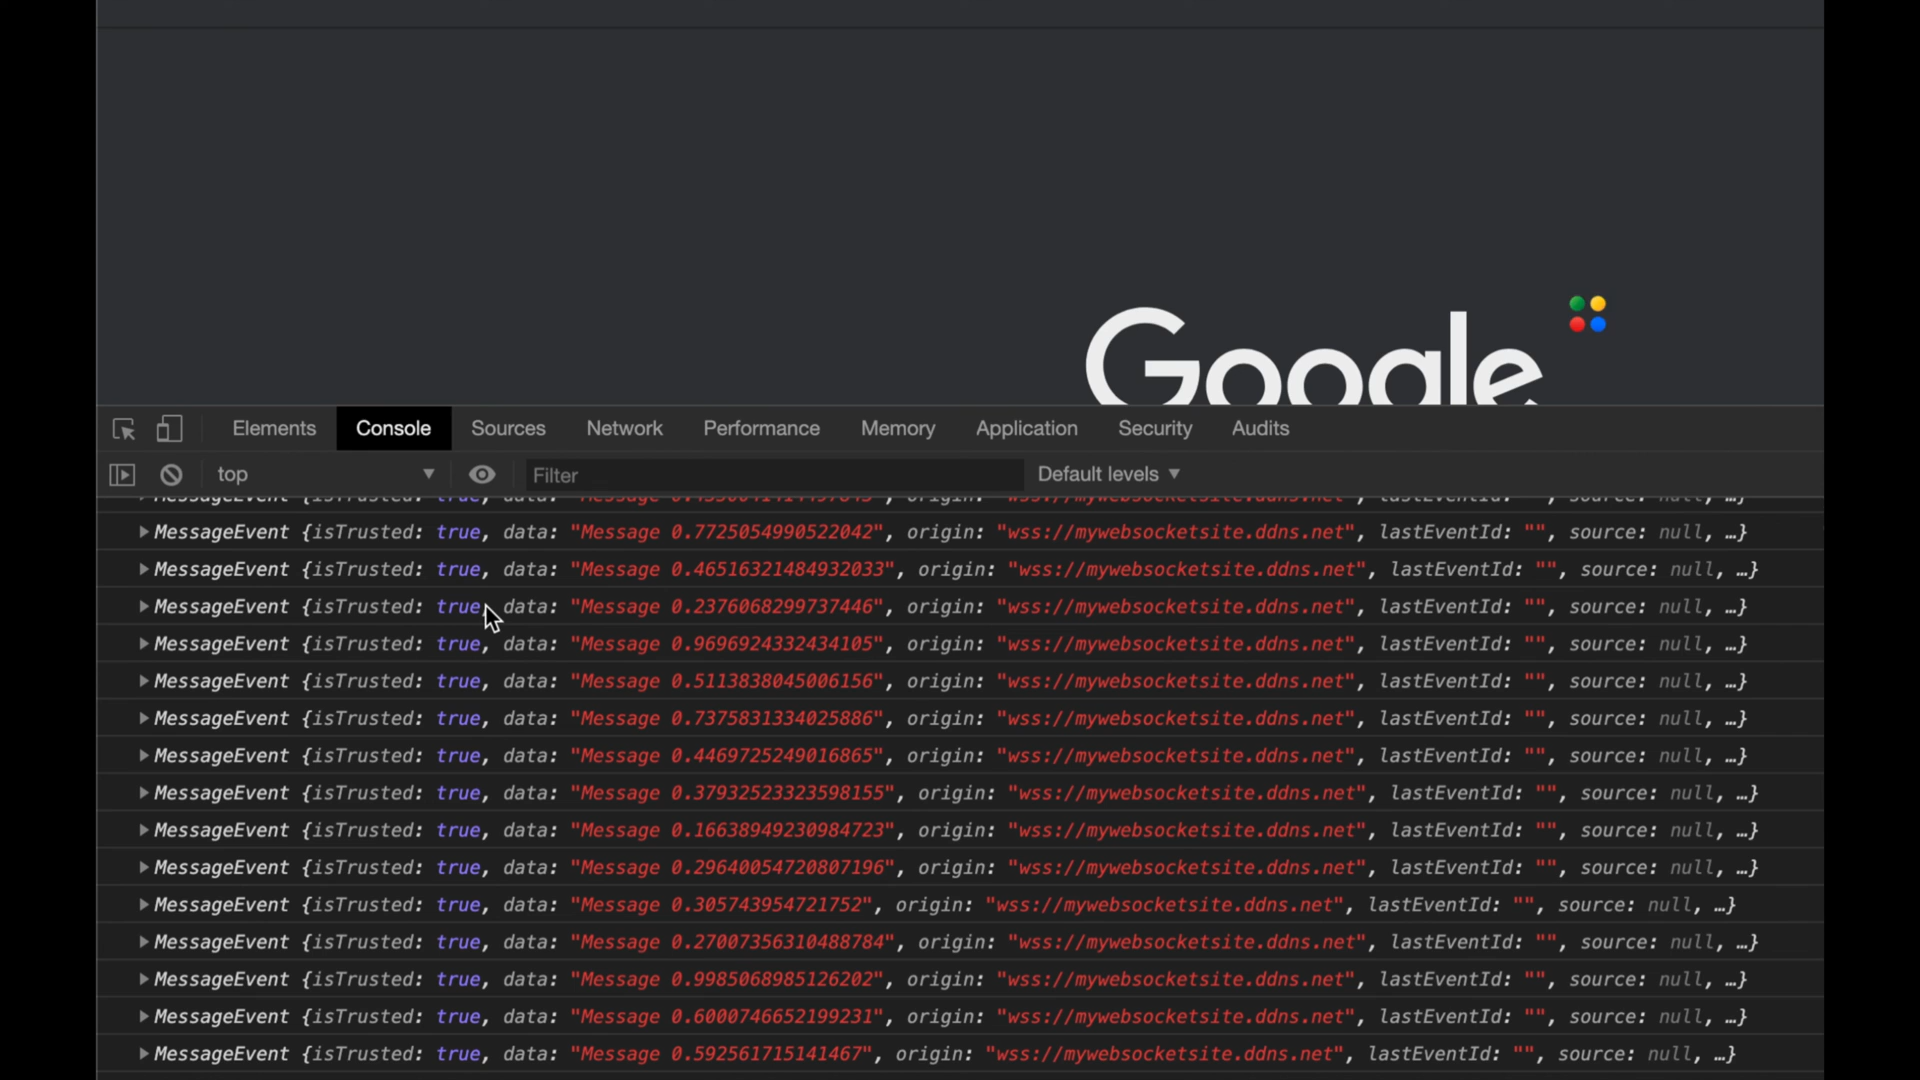 Google
Elements Console Sources Network Performance Memory Application Security Audits
top Filter Default levels
MessageEvent {isTrusted: true, data: "Message 0.7725054990522042", origin: "wss://mywebsocketsite.ddns.net", lastEventId: "", source: null, …}
MessageEvent {isTrusted: true, data: "Message 0.46516321484932033", origin: "wss://mywebsocketsite.ddns.net", lastEventId: "", source: null, …}
MessageEvent {isTrusted: true, data: "Message 0.2376068299737446", origin: "wss://mywebsocketsite.ddns.net", lastEventId: "", source: null, …}
MessageEvent {isTrusted: true, data: "Message 0.9696924332434105", origin: "wss://mywebsocketsite.ddns.net", lastEventId: "", source: null, …}
MessageEvent {isTrusted: true, data: "Message 0.5113838045006156", origin: "wss://mywebsocketsite.ddns.net", lastEventId: "", source: null, …}
MessageEvent {isTrusted: true, data: "Message 0.7375831334025886", origin: "wss://mywebsocketsite.ddns.net", lastEventId: "", source: null, …}
MessageEvent {isTrusted: true, data: "Message 0.4469725249016865", origin: "wss://mywebsocketsite.ddns.net", lastEventId: "", source: null, …}
MessageEvent {isTrusted: true, data: "Message 0.37932523323598155", origin: "wss://mywebsocketsite.ddns.net", lastEventId: "", source: null, …}
MessageEvent {isTrusted: true, data: "Message 0.16638949230984723", origin: "wss://mywebsocketsite.ddns.net", lastEventId: "", source: null, …}
MessageEvent {isTrusted: true, data: "Message 0.29640054720807196", origin: "wss://mywebsocketsite.ddns.net", lastEventId: "", source: null, …}
MessageEvent {isTrusted: true, data: "Message 0.305743954721752", origin: "wss://mywebsocketsite.ddns.net", lastEventId: "", source: null, …}
MessageEvent {isTrusted: true, data: "Message 0.27007356310488784", origin: "wss://mywebsocketsite.ddns.net", lastEventId: "", source: null, …}
MessageEvent {isTrusted: true, data: "Message 0.9985068985126202", origin: "wss://mywebsocketsite.ddns.net", lastEventId: "", source: null, …}
MessageEvent {isTrusted: true, data: "Message 0.6000746652199231", origin: "wss://mywebsocketsite.ddns.net", lastEventId: "", source: null, …}
MessageEvent {isTrusted: true, data: "Message 0.592561715141467", origin: "wss://mywebsocketsite.ddns.net", lastEventId: "", source: null, …}